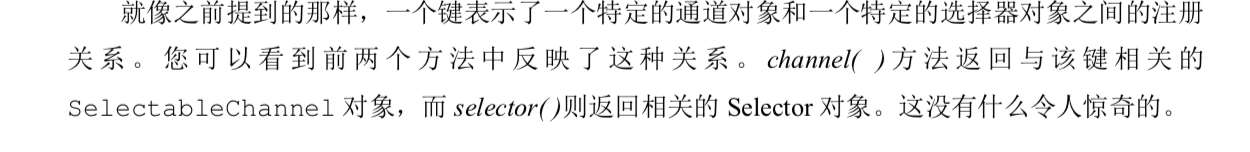 就像之前提到的那样，一个键表示了一个特定的通道对象和一个特定的选择器对象之间的注册
关系。您可以看到前两个方法中反映了这种关系。channel( )方法返回与该键相关的
SelectableChannel 对象，而 selector()则返回相关的 Selector 对象。这没有什么令人惊奇的。